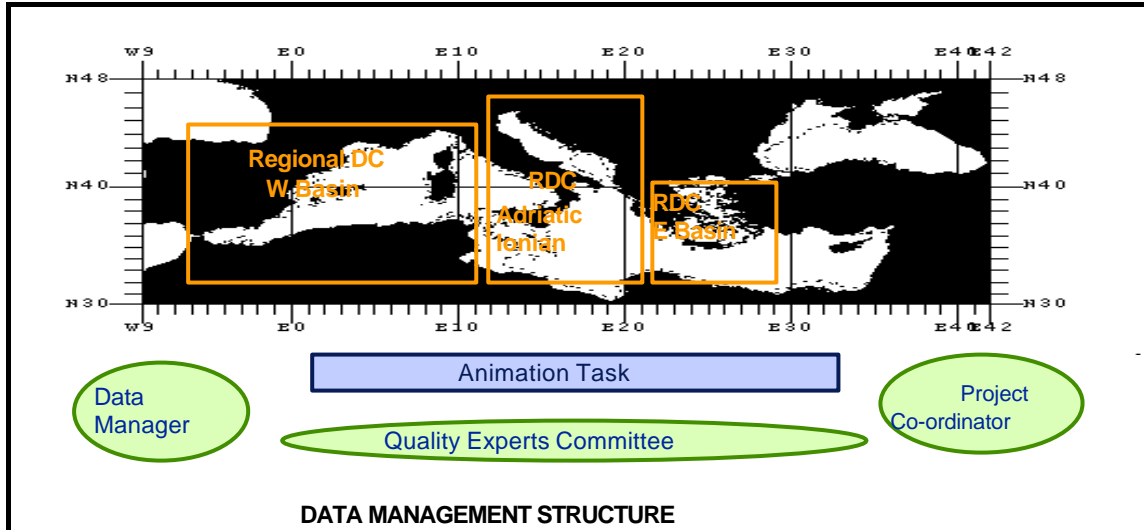 W9 E0 E10 E20 E30 E40 E42
N48 N48
Regional DC
W Basin
RDC
Adriatic
Ionian
RDC
E Basin
N40 N40
N30 N30
W9 E0 E10 E20 E30 E40 E42
Animation Task
Data
Manager
Project
Co-ordinator
Quality Experts Committee
DATA MANAGEMENT STRUCTURE